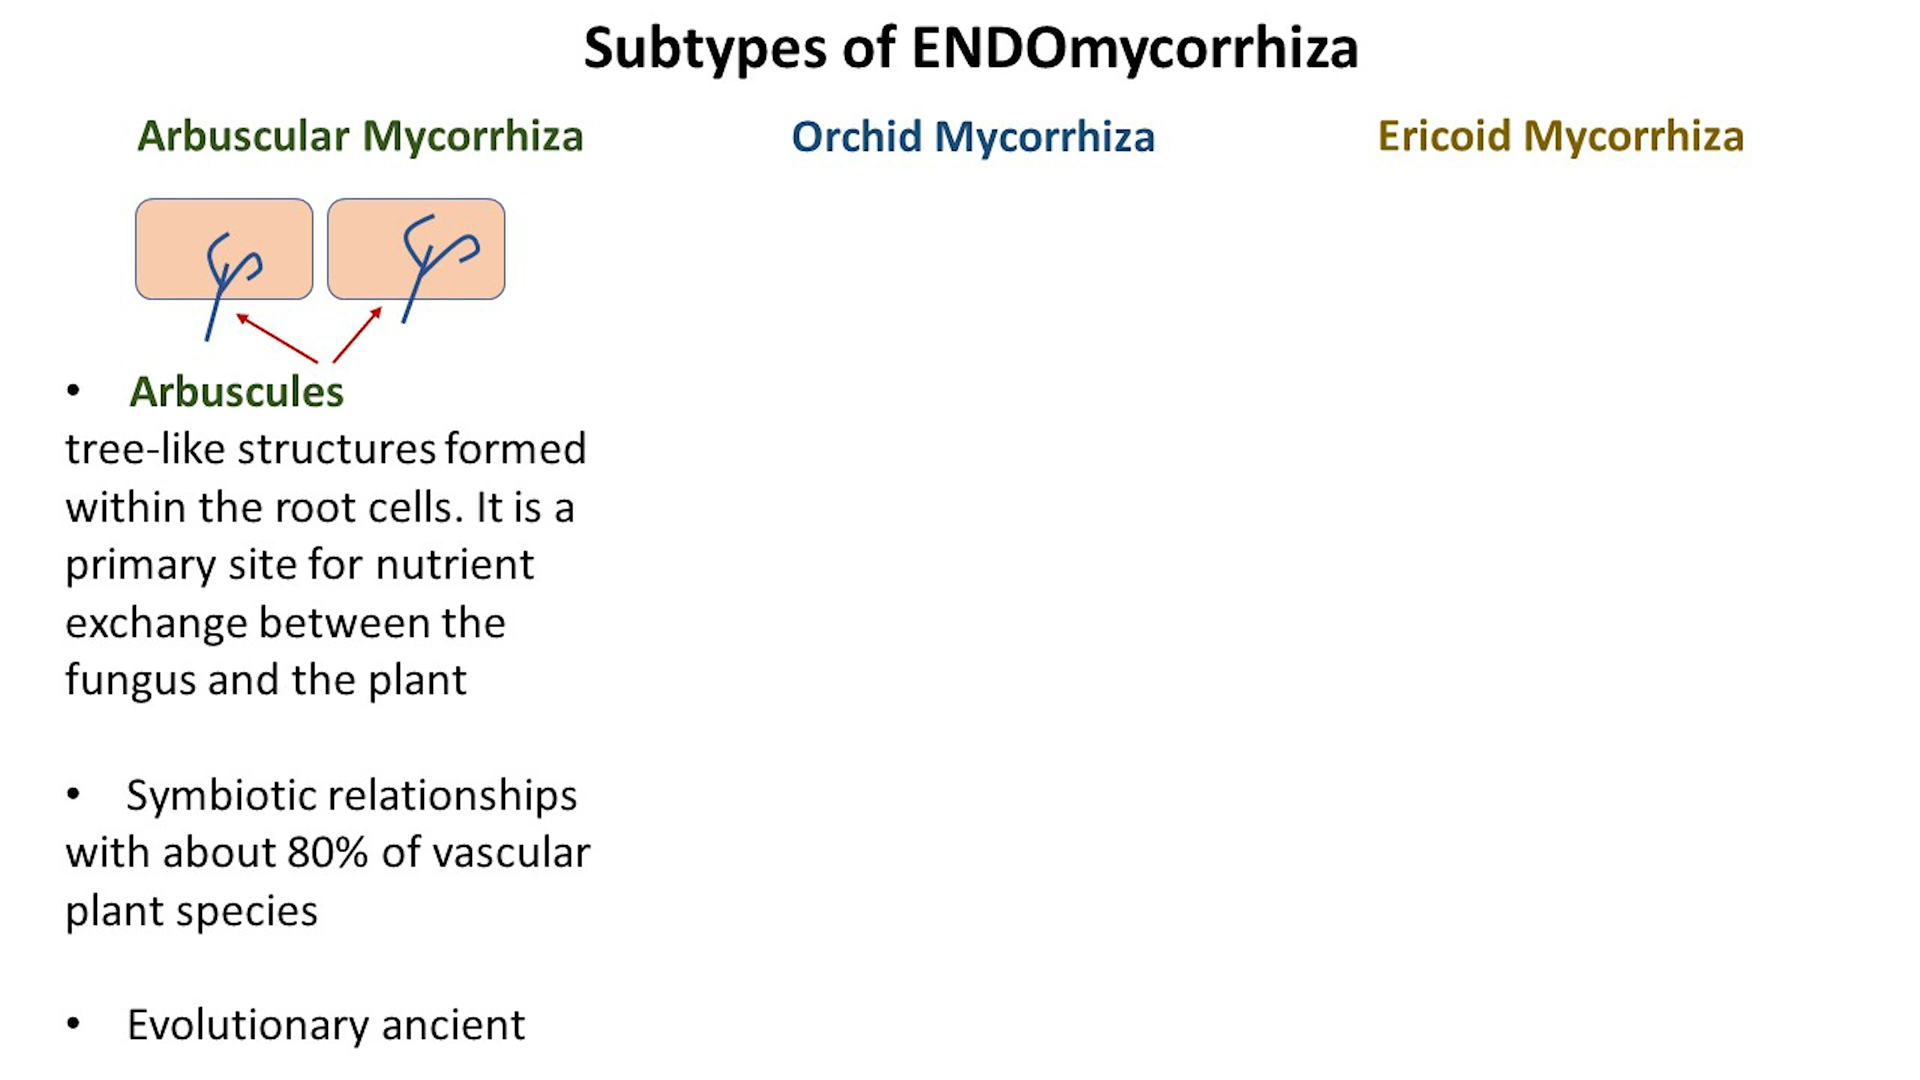 Subtypes of ENDOmycorrhiza
Arbuscular Mycorrhiza
Orchid Mycorrhiza
Ericoid Mycorrhiza
• Arbuscules
tree-like structures formed
within the root cells. It is a
primary site for nutrient
exchange between the
fungus and the plant
• Symbiotic relationships
with about 80% of vascular
plant species
• Evolutionary ancient